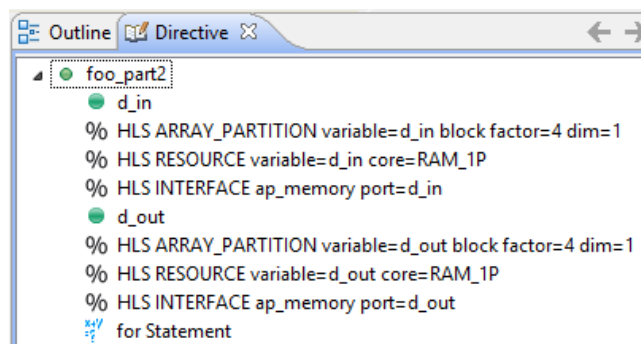 Outline Directive
foo_part2
d_in
% HLS ARRAY_PARTITION variable=d_in block factor=4 dim=1
% HLS RESOURCE variable=d_in core=RAM_1P
% HLS INTERFACE ap_memory port=d_in
d_out
% HLS ARRAY_PARTITION variable=d_out block factor=4 dim=1
% HLS RESOURCE variable=d_out core=RAM_1P
% HLS INTERFACE ap_memory port=d_out
for Statement